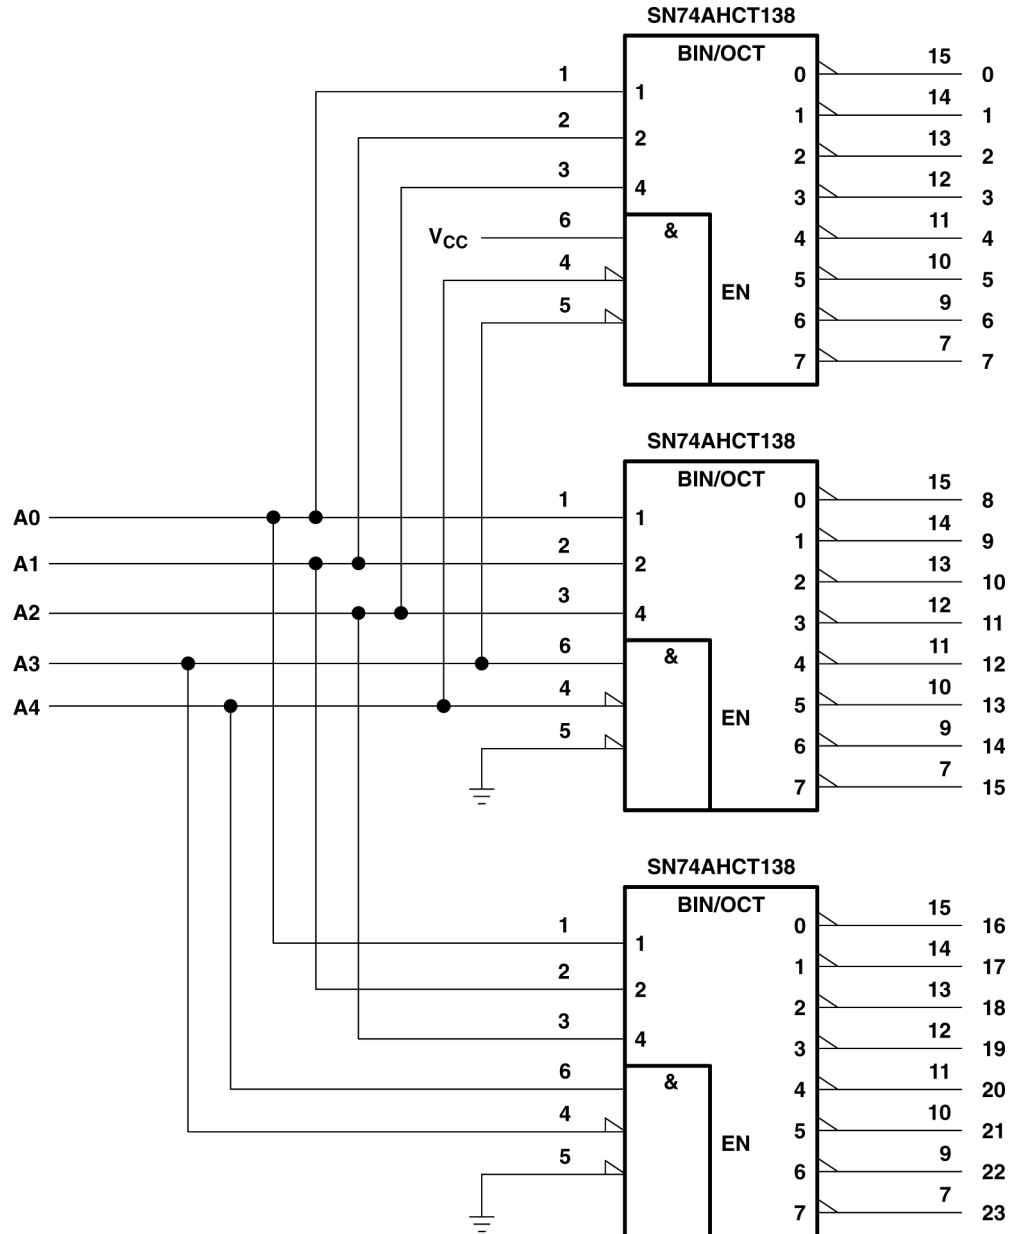 SN74AHCT138
BIN/OCT
1 1 0 15 0
1 14 1
2 2 2 13 2
3 4 3 12 3
VCC 6 & 4 11 4
4 EN 5 10 5
5 6 9 6
7 7 7
SN74AHCT138
BIN/OCT
A0 1 1 0 15 8
1 14 9
A1 2 2 2 13 10
A2 3 4 3 12 11
A3 6 & 4 11 12
A4 4 EN 5 10 13
5 6 9 14
7 7 15
SN74AHCT138
BIN/OCT
1 1 0 15 16
1 14 17
2 2 2 13 18
3 4 3 12 19
6 & 4 11 20
4 EN 5 10 21
5 6 9 22
7 7 23